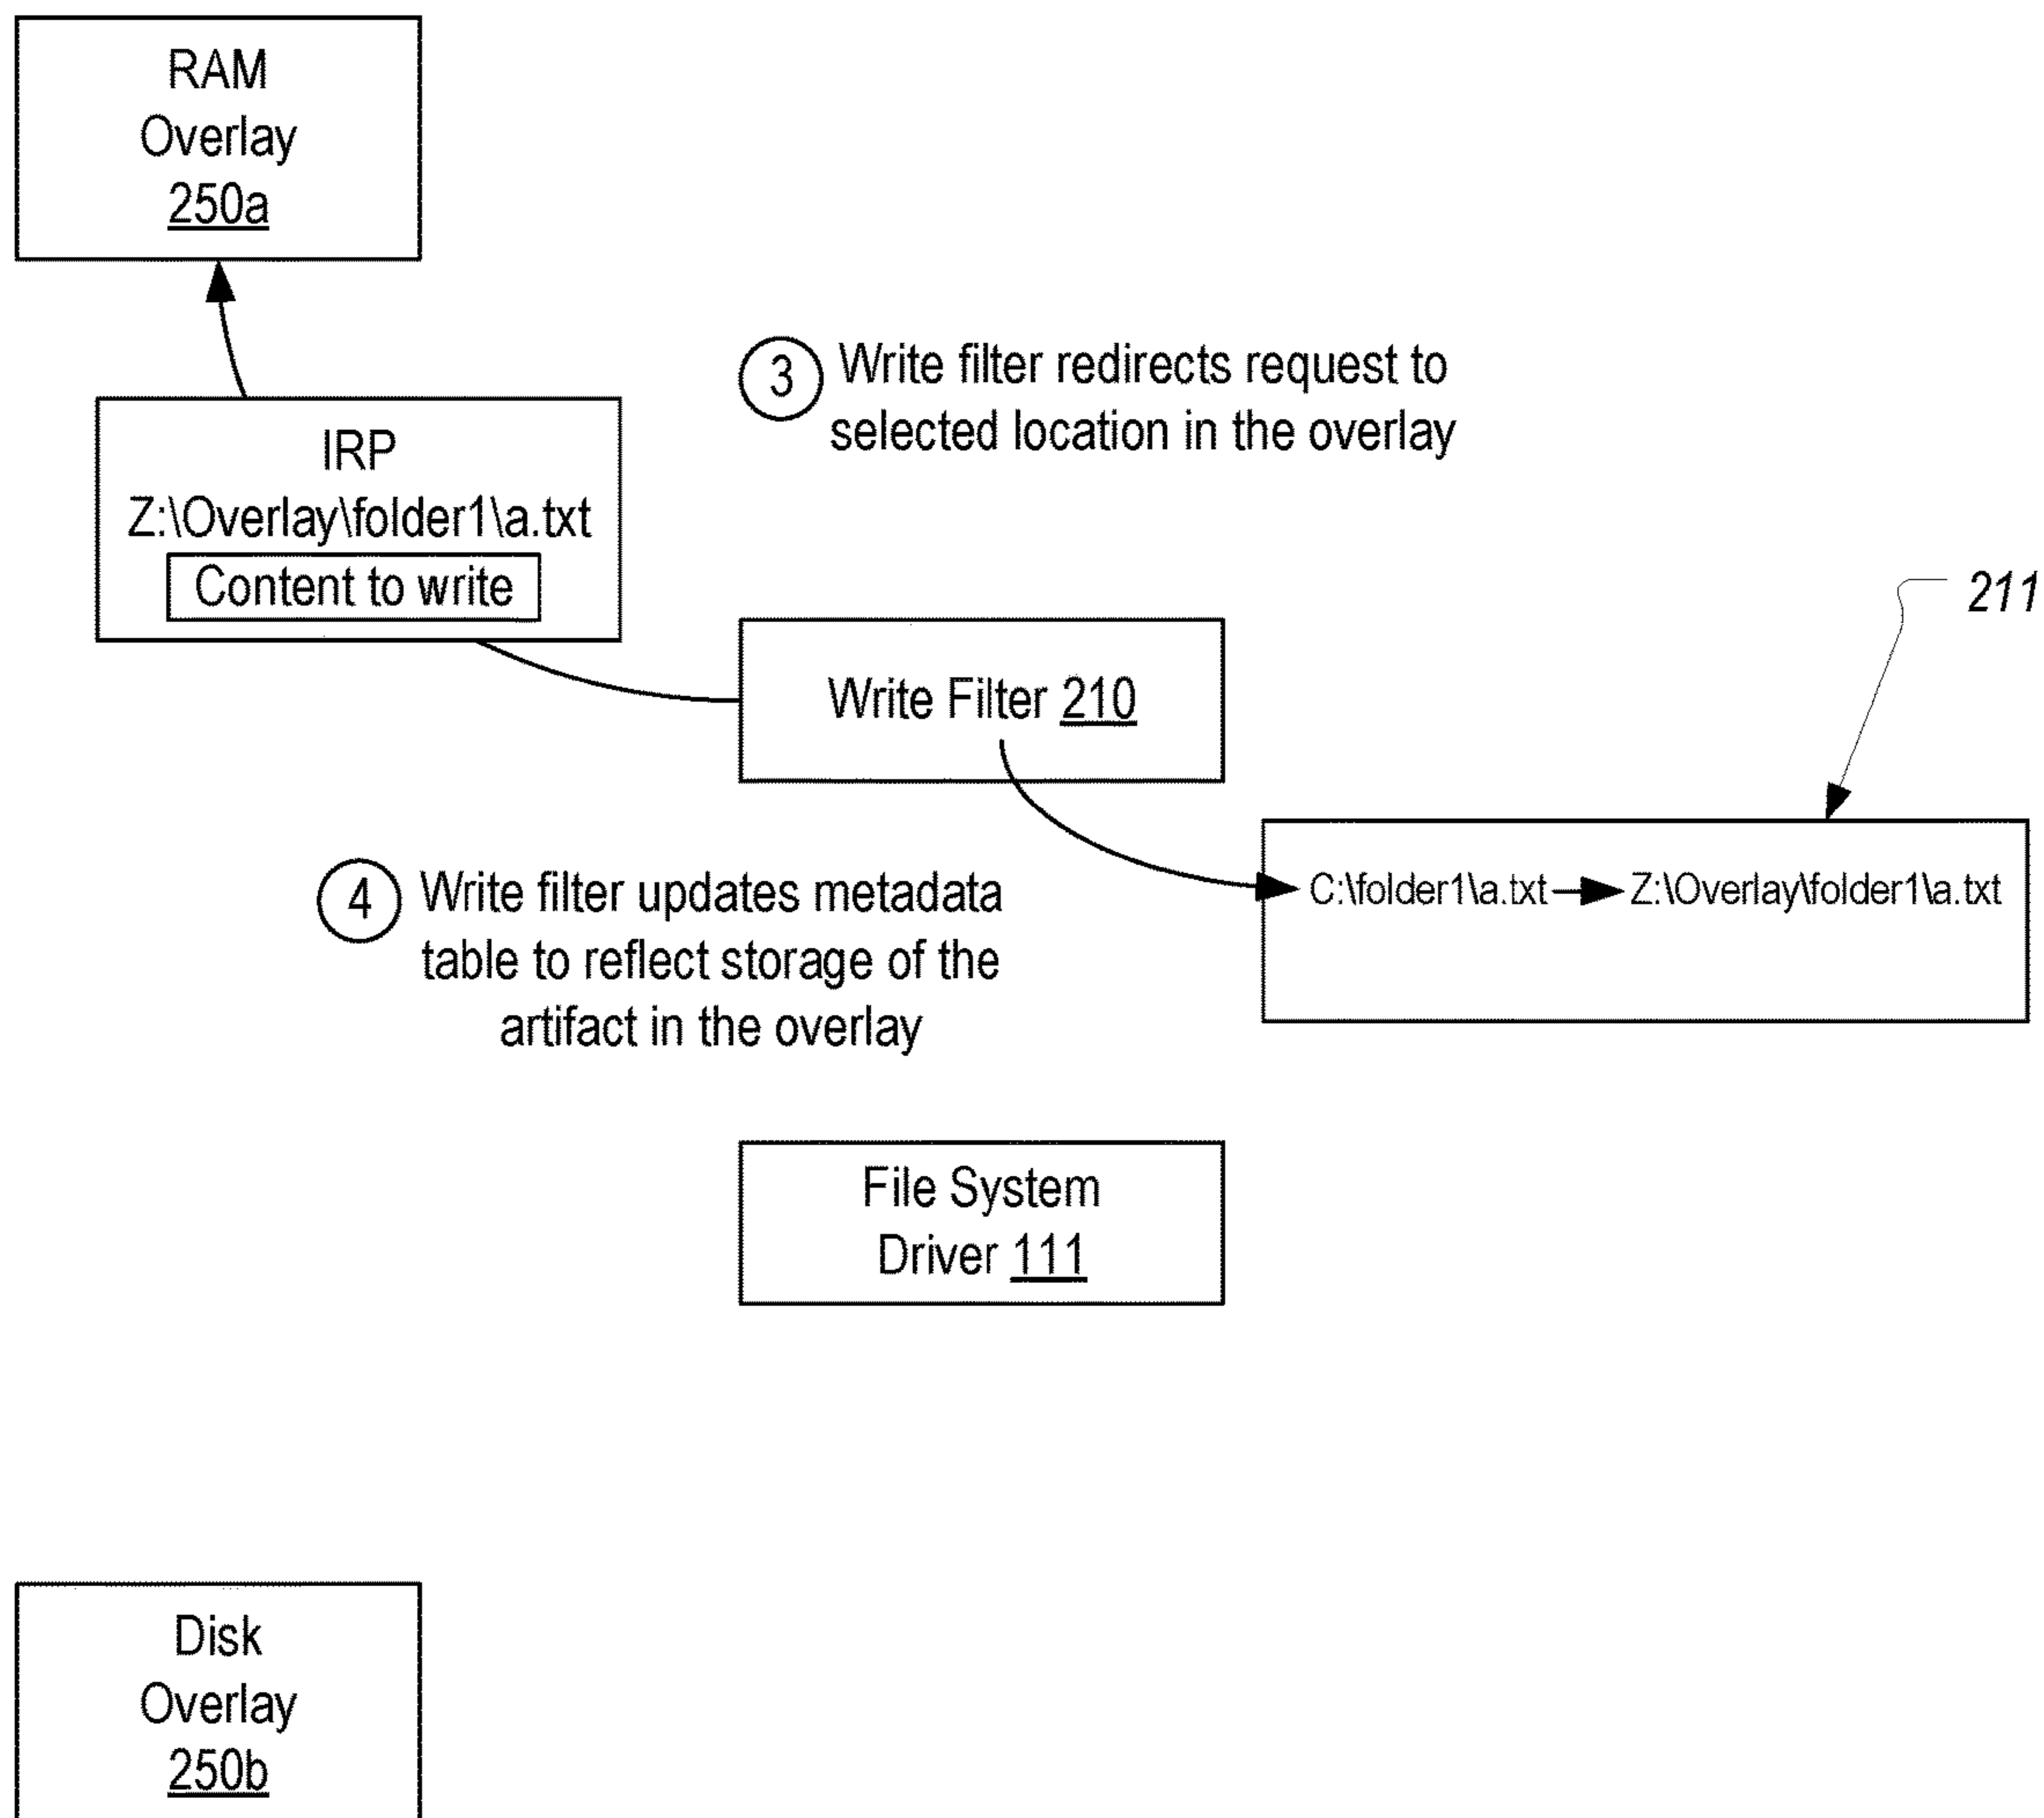 RAM
Overlay
250a
3
Write filter redirects request to
selected location in the overlay
IRP
Z:\Overlay\folder1\a.txt
Content to write
211
Write Filter 210
C:\folder1\a.txt
Z:\Overlay\folder1\a.txt
4
Write filter updates metadata
table to reflect storage of the
artifact in the overlay
File System
Driver 111
Disk
Overlay
250b